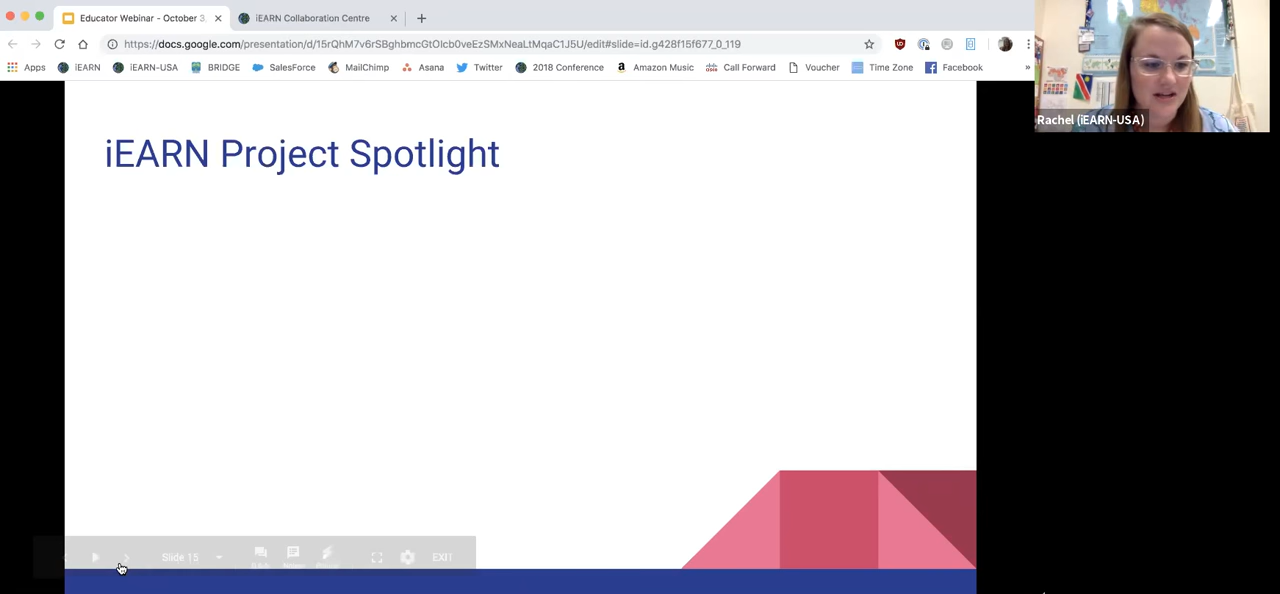 Educator Webinar - October 3,
iEARN Collaboration Centre
https://docs.google.com/presentation/d/15rQhM7v6rSBghbmcGtOlcb0veEzSMxNeaLtMqaC1J5U/edit#slide=id.g428f15f677_0_119
Apps iEARN iEARN-USA BRIDGE SalesForce MailChimp Asana Twitter 2018 Conference Amazon Music Call Forward Voucher Time Zone Facebook »
Rachel (iEARN-USA)
iEARN Project Spotlight
Slide 15 EXIT